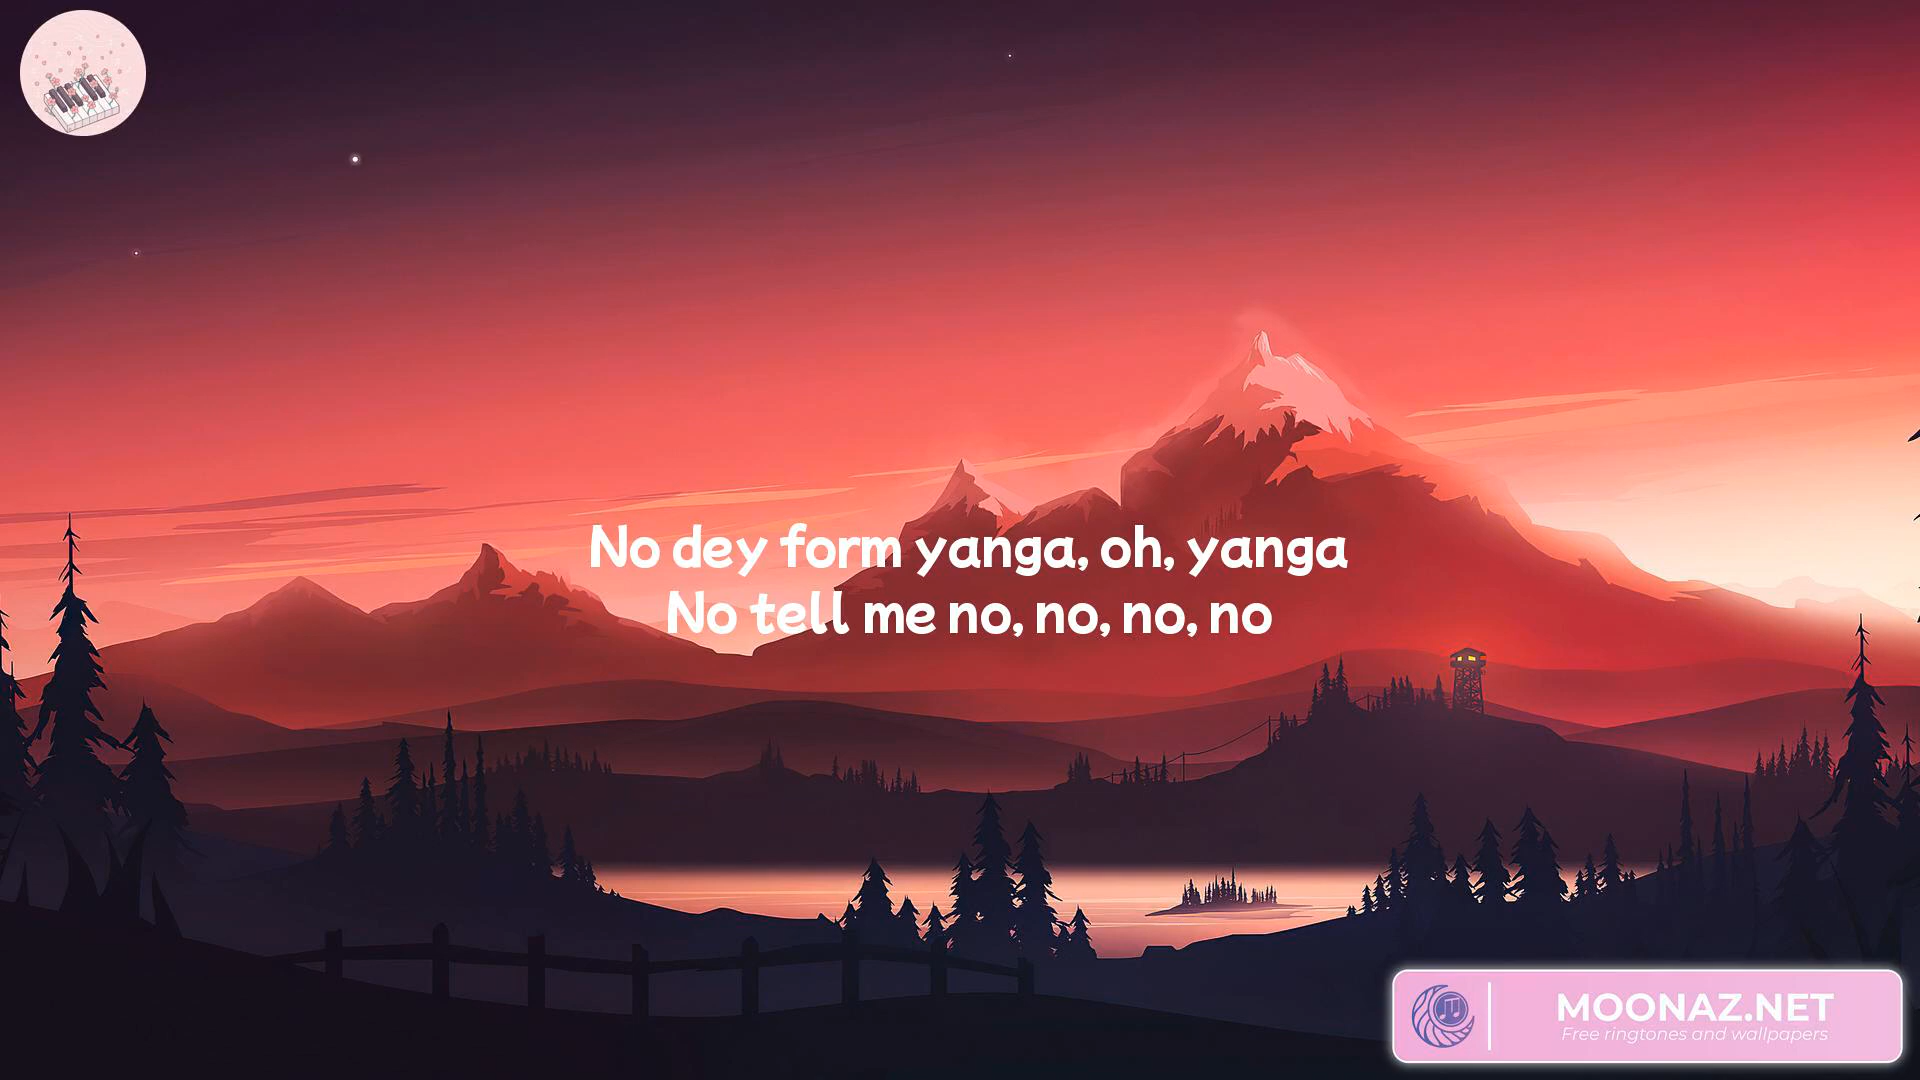 No dey form yanga, oh, yanga
No tell me no, no, no, no
MOONAZ.NET
Free ringtones and wallpapers